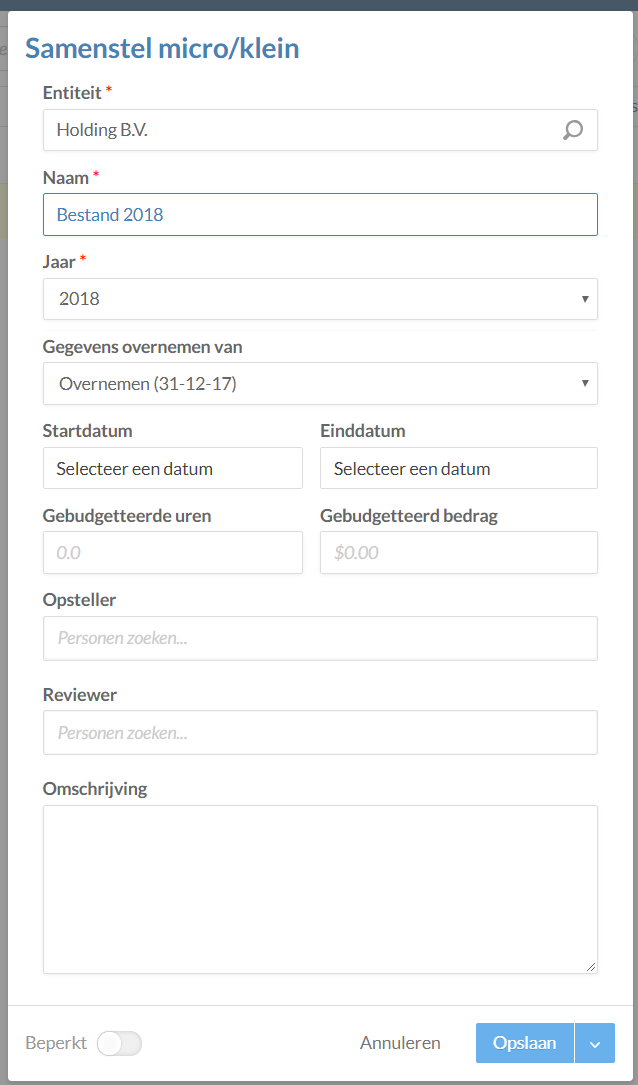 Samenstel micro/klein
Entiteit *
Holding B.V.
Naam *
Bestand 2018
Jaar *
2018
Gegevens overnemen van
Overnemen (31-12-17)
Startdatum Einddatum
Selecteer een datum Selecteer een datum
Gebudgetteerde uren Gebudgetteerd bedrag
0.0 $0.00
Opsteller
Personen zoeken...
Reviewer
Personen zoeken...
Omschrijving
Beperkt Annuleren Opslaan